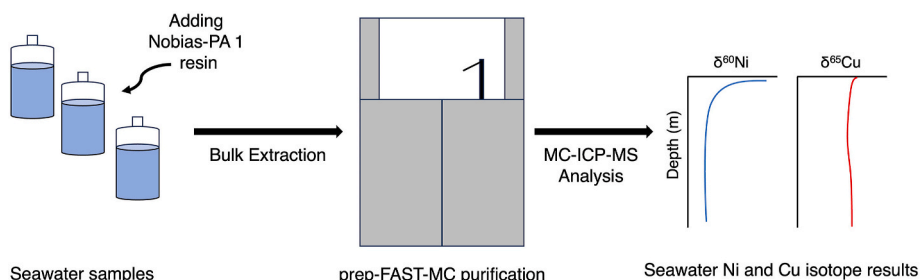 Adding
Nobias-PA 1
resin
Bulk Extraction
MC-ICP-MS
Analysis
δ⁶⁰Ni
δ⁶⁵Cu
Depth (m)
Seawater samples
prep-FAST-MC purification
Seawater Ni and Cu isotope results